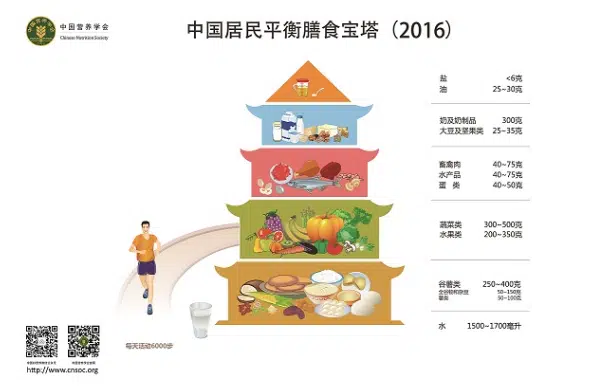 中国营养学会
Chinese Nutrition Society
中国居民平衡膳食宝塔（2016）
盐 <6克
油 25~30克
奶及奶制品 300克
大豆及坚果类 25~35克
畜禽肉 40~75克
水产品 40~75克
蛋 类 40~50克
蔬菜类 300~500克
水果类 200~350克
谷薯类 250~400克
全谷物和杂豆 50~150克
薯类 50~100克
水 1500~1700毫升
每天活动6000步
http://www.cnsoc.org